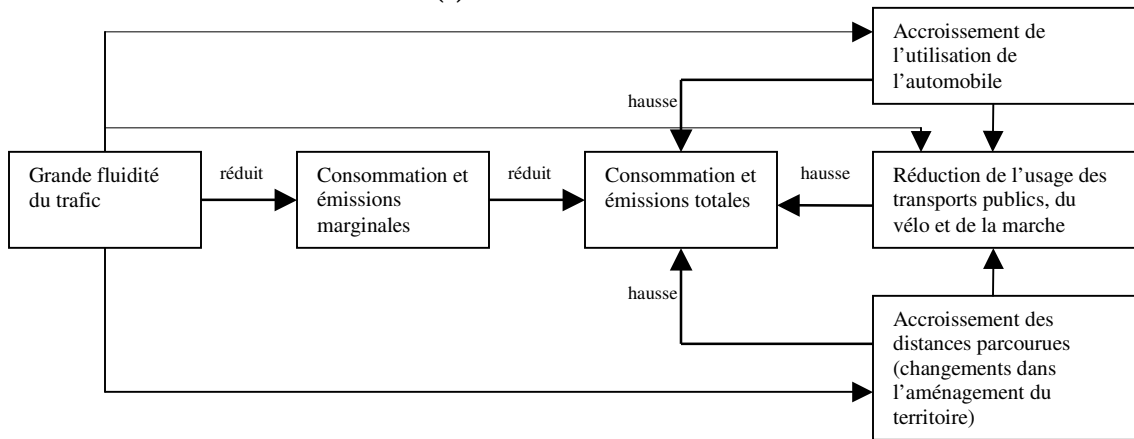 Accroissement de
l'utilisation de
l'automobile
hausse
Grande fluidité
du trafic
réduit
Consommation et
émissions
marginales
réduit
Consommation et
émissions totales
hausse
Réduction de l'usage des
transports publics, du
vélo et de la marche
hausse
Accroissement des
distances parcourues
(changements dans
l'aménagement du
territoire)